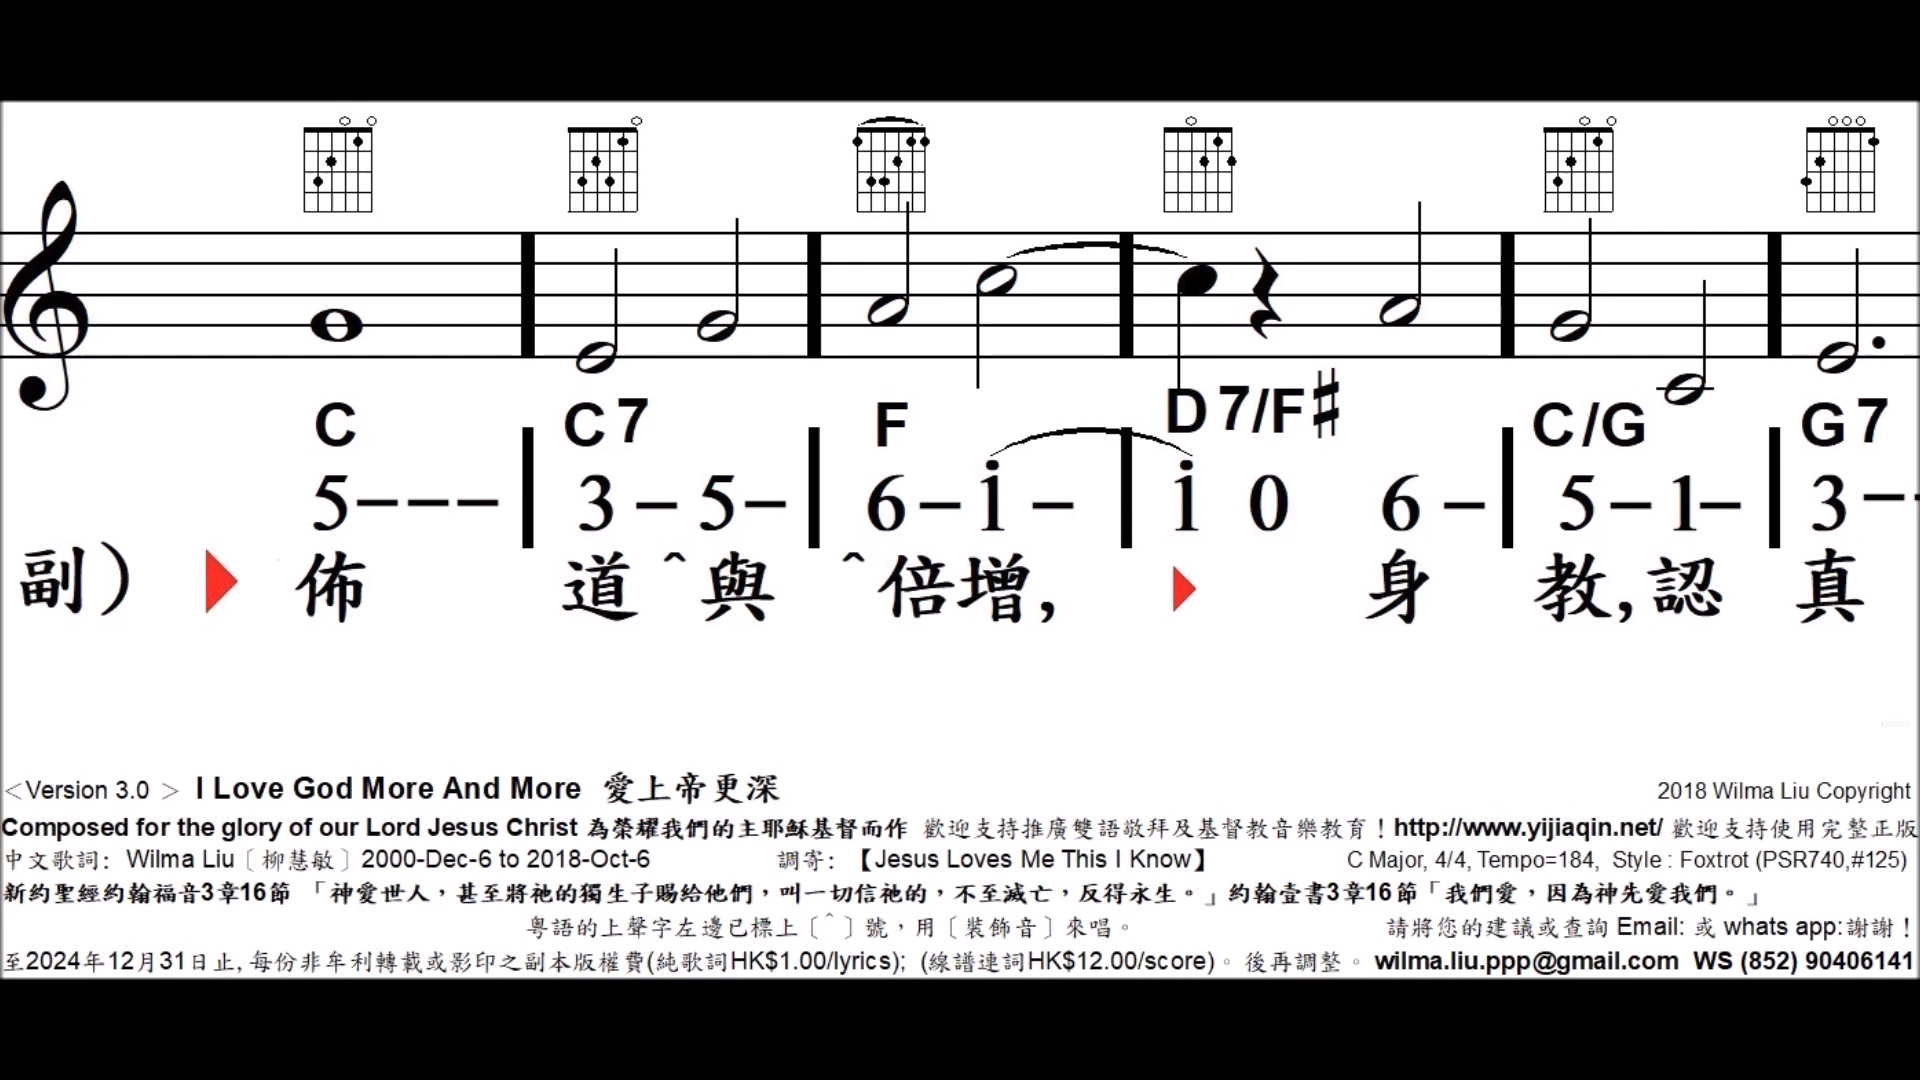 C C7 F D7/F♯ C/G G7
5--- | 3-5- | 6-i- | i 0 6- | 5-1- | 3--
副) 佈 道 ^ 與 ^ 倍增, 身 教,認 真
<Version 3.0 > I Love God More And More 愛上帝更深 2018 Wilma Liu Copyright
Composed for the glory of our Lord Jesus Christ 為榮耀我們的主耶穌基督而作 歡迎支持推廣雙語敬拜及基督教音樂教育！http://www.yijiaqin.net/ 歡迎支持使用完整正版
中文歌詞: Wilma Liu〔柳慧敏〕2000-Dec-6 to 2018-Oct-6 調寄: 【Jesus Loves Me This I Know】 C Major, 4/4, Tempo=184, Style : Foxtrot (PSR740,#125)
新約聖經約翰福音3章16節 「神愛世人，甚至將祂的獨生子賜給他們，叫一切信祂的，不至滅亡，反得永生。」約翰壹書3章16節「我們愛，因為神先愛我們。」
粵語的上聲字左邊已標上〔^〕號，用〔裝飾音〕來唱。 請將您的建議或查詢 Email: 或 whats app:謝謝！
至2024年12月31日止, 每份非牟利轉載或影印之副本版權費(純歌詞HK$1.00/lyrics); (線譜連詞HK$12.00/score)。後再調整。 wilma.liu.ppp@gmail.com WS (852) 90406141